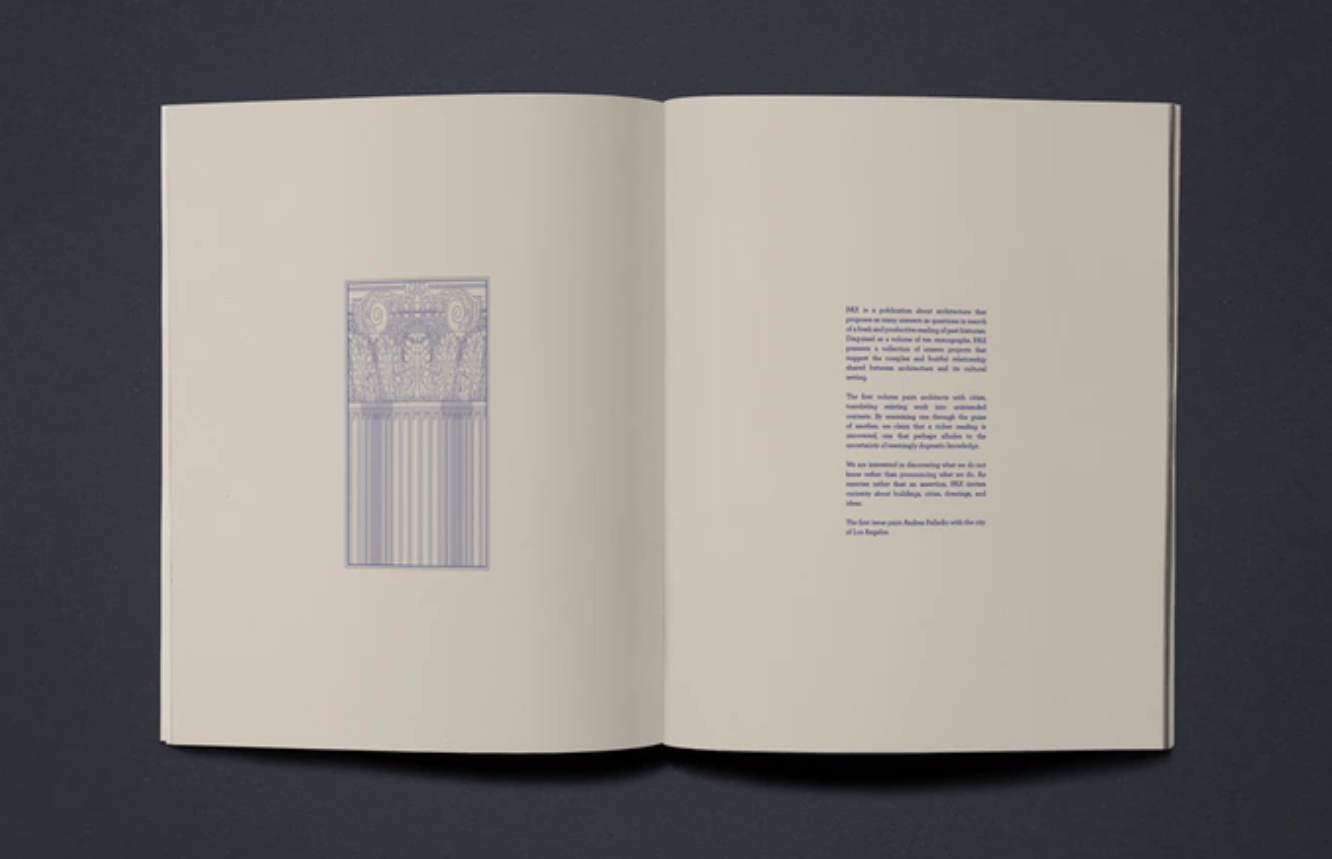 PAX is a publication about architecture that
proposes as many answers as questions in search
of a fresh and productive reading of past histories.
Disguised as a volume of ten monographs, PAX
presents a collection of unseen projects that
suggest the complex and fruitful relationship
shared between architecture and its cultural
setting.
The first volume pairs architects with cities,
translating existing work into unintended
contexts. By examining one through the guise
of another, we claim that a richer reading is
uncovered; one that perhaps alludes to the
uncertainty of seemingly dogmatic knowledge.
We are interested in discovering what we do not
know rather than pronouncing what we do. An
exercise rather than an assertion, PAX invites
curiosity about buildings, cities, drawings, and
ideas.
The first issue pairs Andrea Palladio with the city
of Los Angeles.